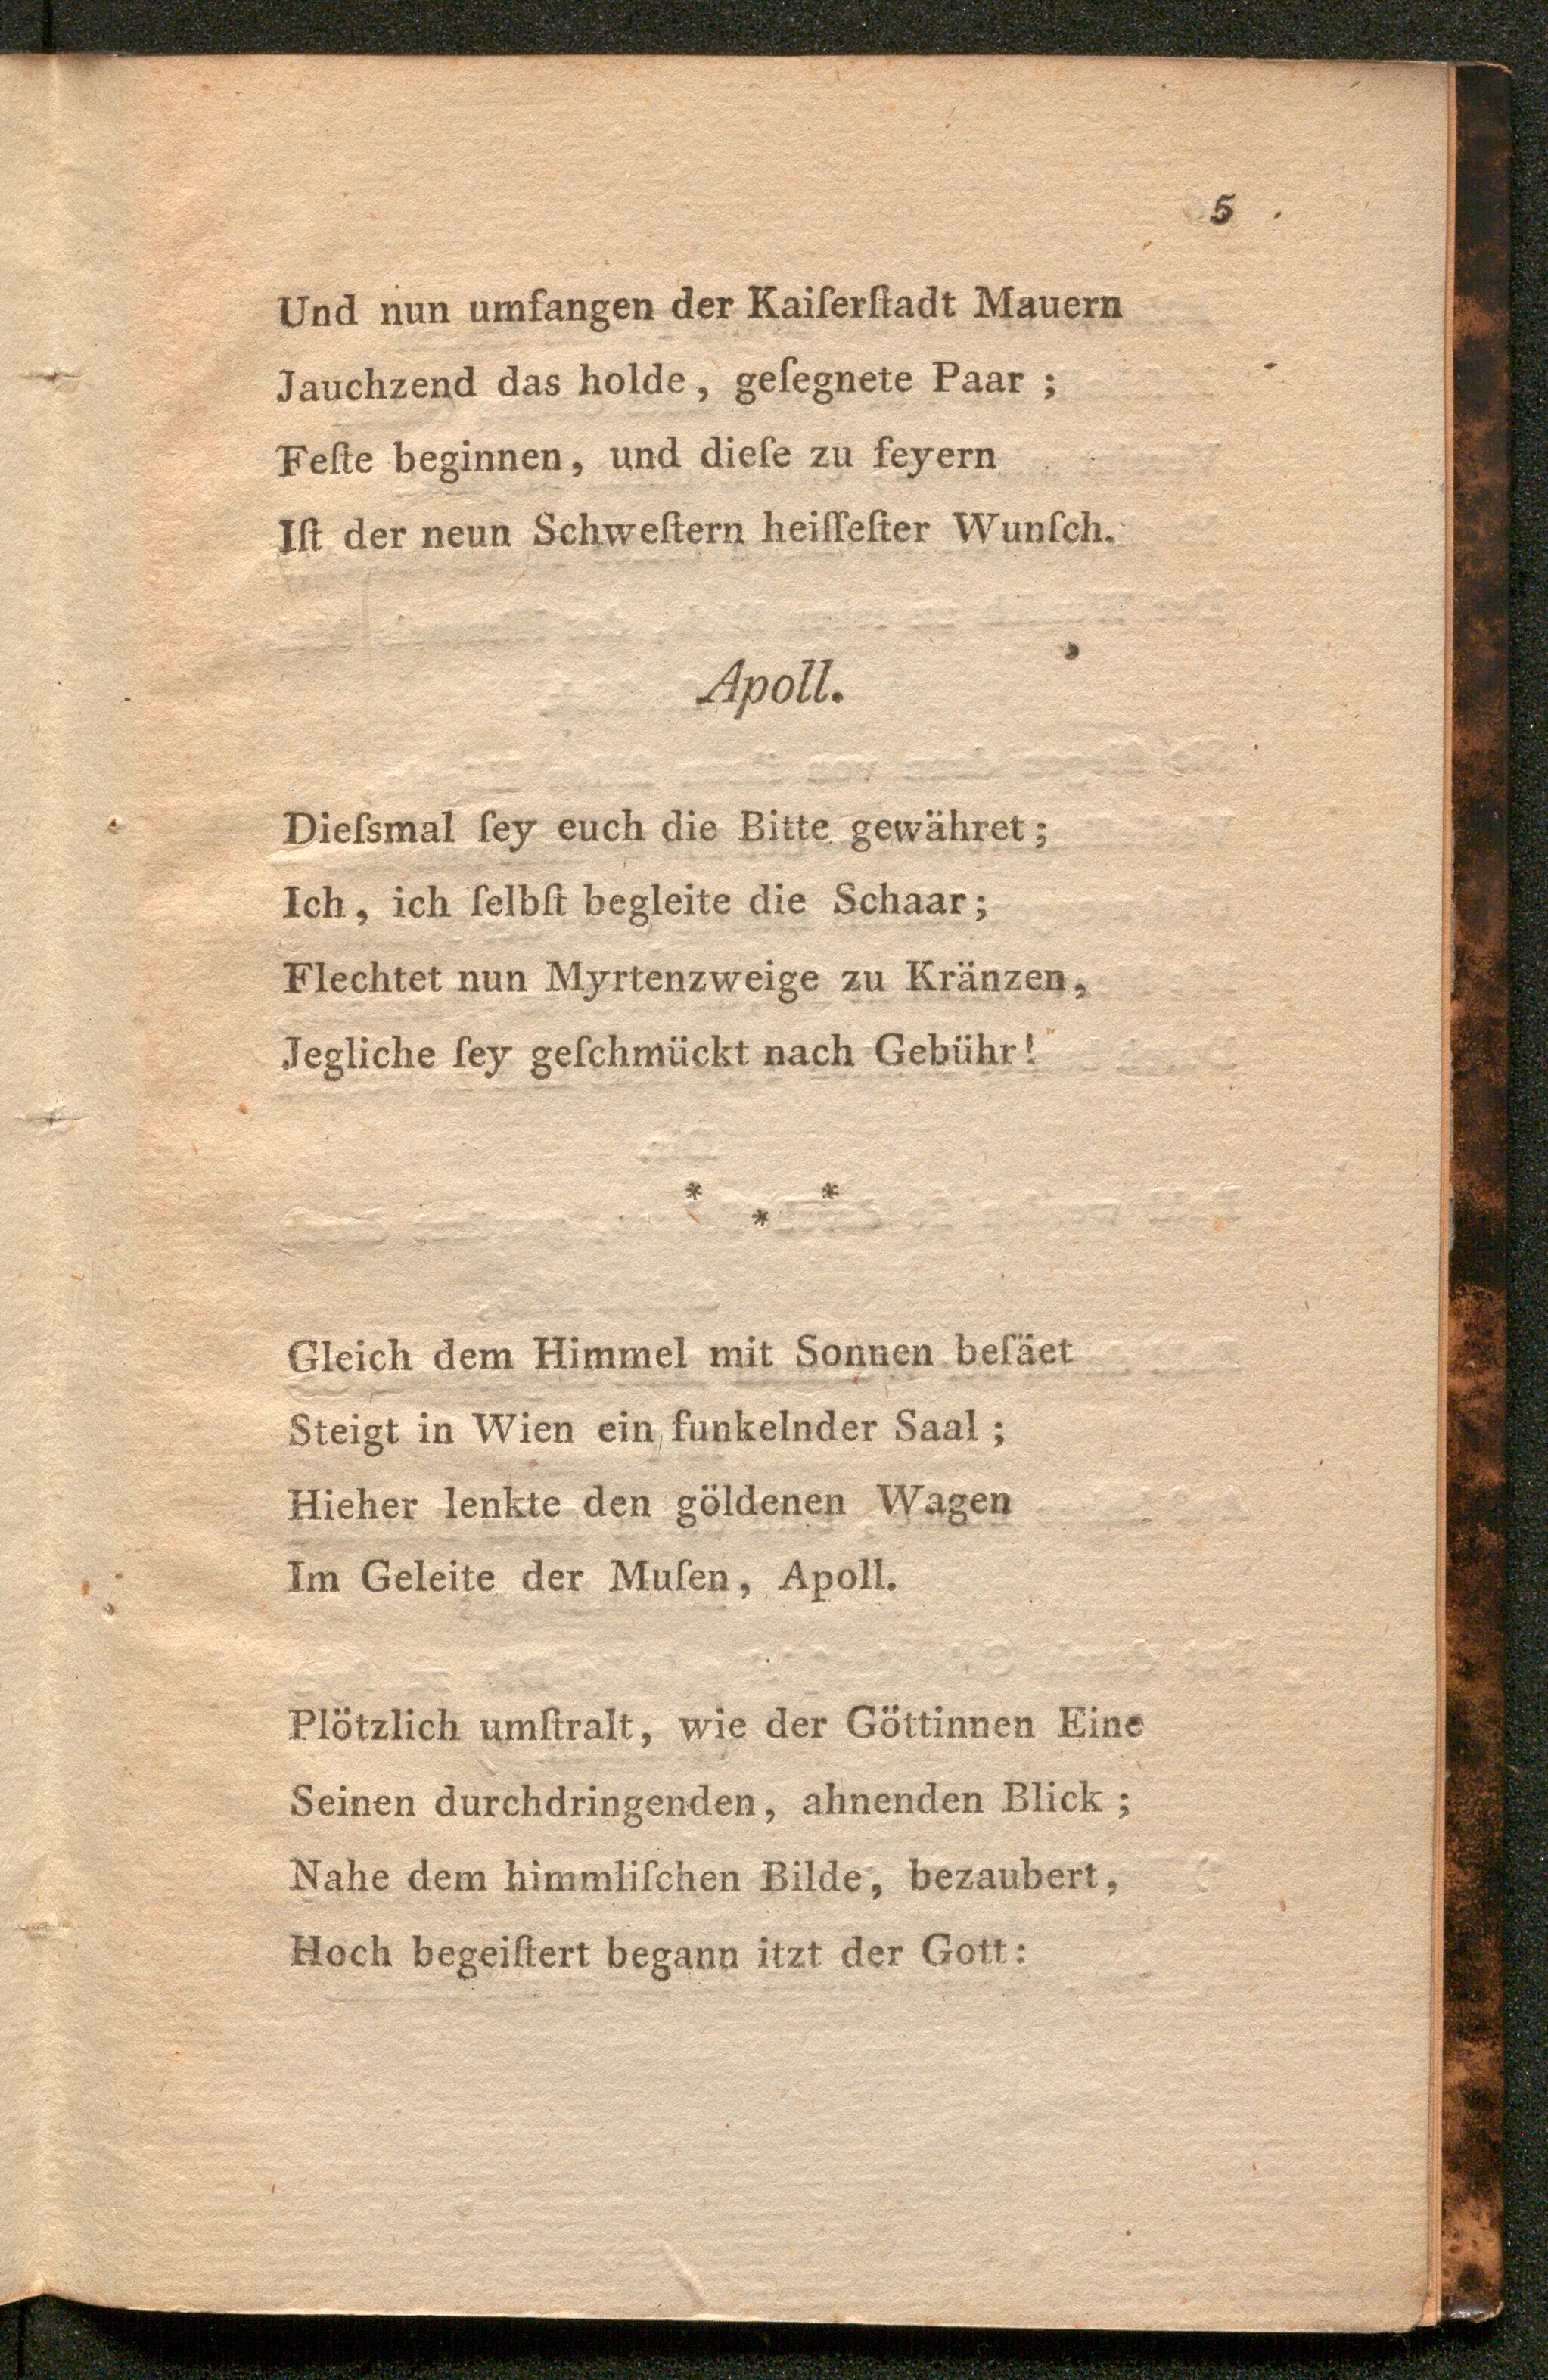 5
Und nun umfangen der Kaiſerſtadt Mauern
Jauchzend das holde, geſegnete Paar ;
Feſte beginnen, und dieſe zu feyern
Iſt der neun Schweſtern heiſſeſter Wunſch.
Apoll.
Dieſsmal ſey euch die Bitte gewähret ;
Ich, ich ſelbſt begleite die Schaar ;
Flechtet nun Myrtenzweige zu Kränzen,
Jegliche ſey geſchmückt nach Gebühr!
* * *
Gleich dem Himmel mit Sonnen beſäet
Steigt in Wien ein funkelnder Saal ;
Hieher lenkte den göldenen Wagen
Im Geleite der Muſen, Apoll.
Plötzlich umſtralt, wie der Göttinnen Eine
Seinen durchdringenden, ahnenden Blick ;
Nahe dem himmliſchen Bilde, bezaubert,
Hoch begeiſtert begann itzt der Gott: